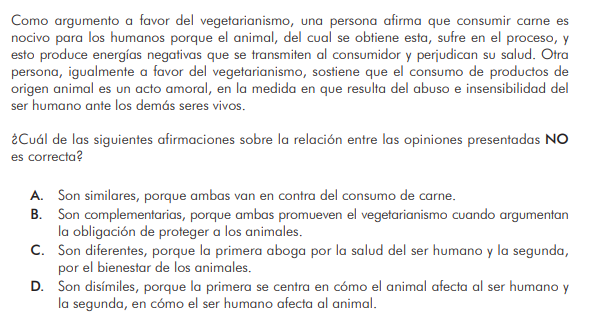 Como argumento a favor del vegetarianismo, una persona afirma que consumir carne es
nocivo para los humanos porque el animal, del cual se obtiene esta, sufre en el proceso, y
esto produce energías negativas que se transmiten al consumidor y perjudican su salud. Otra
persona, igualmente a favor del vegetarianismo, sostiene que el consumo de productos de
origen animal es un acto amoral, en la medida en que resulta del abuso e insensibilidad del
ser humano ante los demás seres vivos.
¿Cuál de las siguientes afirmaciones sobre la relación entre las opiniones presentadas NO
es correcta?
A. Son similares, porque ambas van en contra del consumo de carne.
B. Son complementarias, porque ambas promueven el vegetarianismo cuando argumentan
la obligación de proteger a los animales.
C. Son diferentes, porque la primera aboga por la salud del ser humano y la segunda,
por el bienestar de los animales.
D. Son disímiles, porque la primera se centra en cómo el animal afecta al ser humano y
la segunda, en cómo el ser humano afecta al animal.